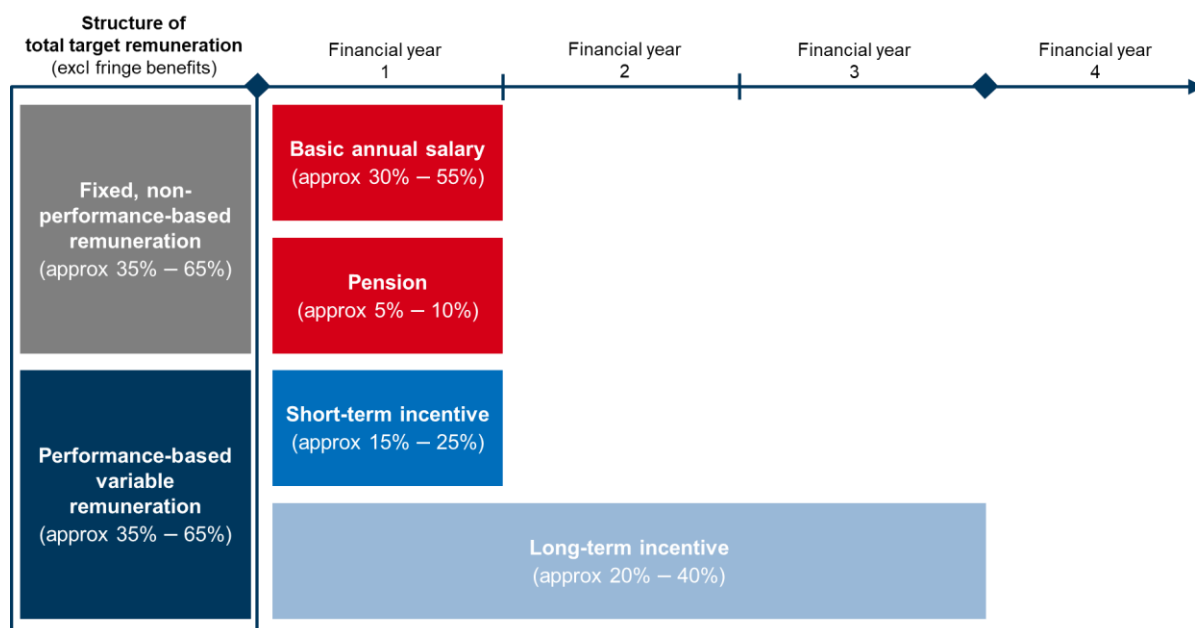 Structure of
total target remuneration
(excl fringe benefits)
Financial year
1
Financial year
2
Financial year
3
Financial year
4
Fixed, non-
performance-based
remuneration
(approx 35% – 65%)
Basic annual salary
(approx 30% – 55%)
Pension
(approx 5% – 10%)
Performance-based
variable
remuneration
(approx 35% – 65%)
Short-term incentive
(approx 15% – 25%)
Long-term incentive
(approx 20% – 40%)